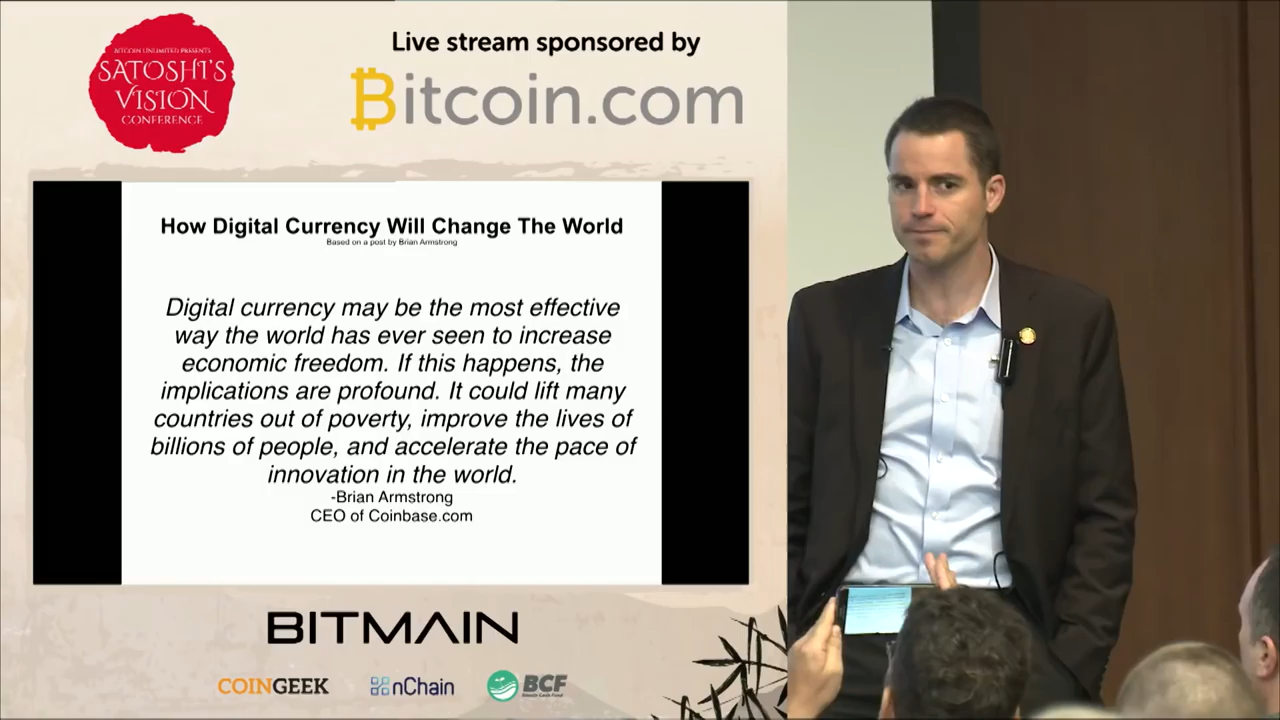 BITCOIN UNLIMITED PRESENTS
SATOSHI'S
VISION
CONFERENCE
Live stream sponsored by
Bitcoin.com
How Digital Currency Will Change The World
Based on a post by Brian Armstrong
Digital currency may be the most effective
way the world has ever seen to increase
economic freedom. If this happens, the
implications are profound. It could lift many
countries out of poverty, improve the lives of
billions of people, and accelerate the pace of
innovation in the world.
-Brian Armstrong
CEO of Coinbase.com
BITMAIN
COINGEEK
nChain
BCF
Bitcoin Cash Fund